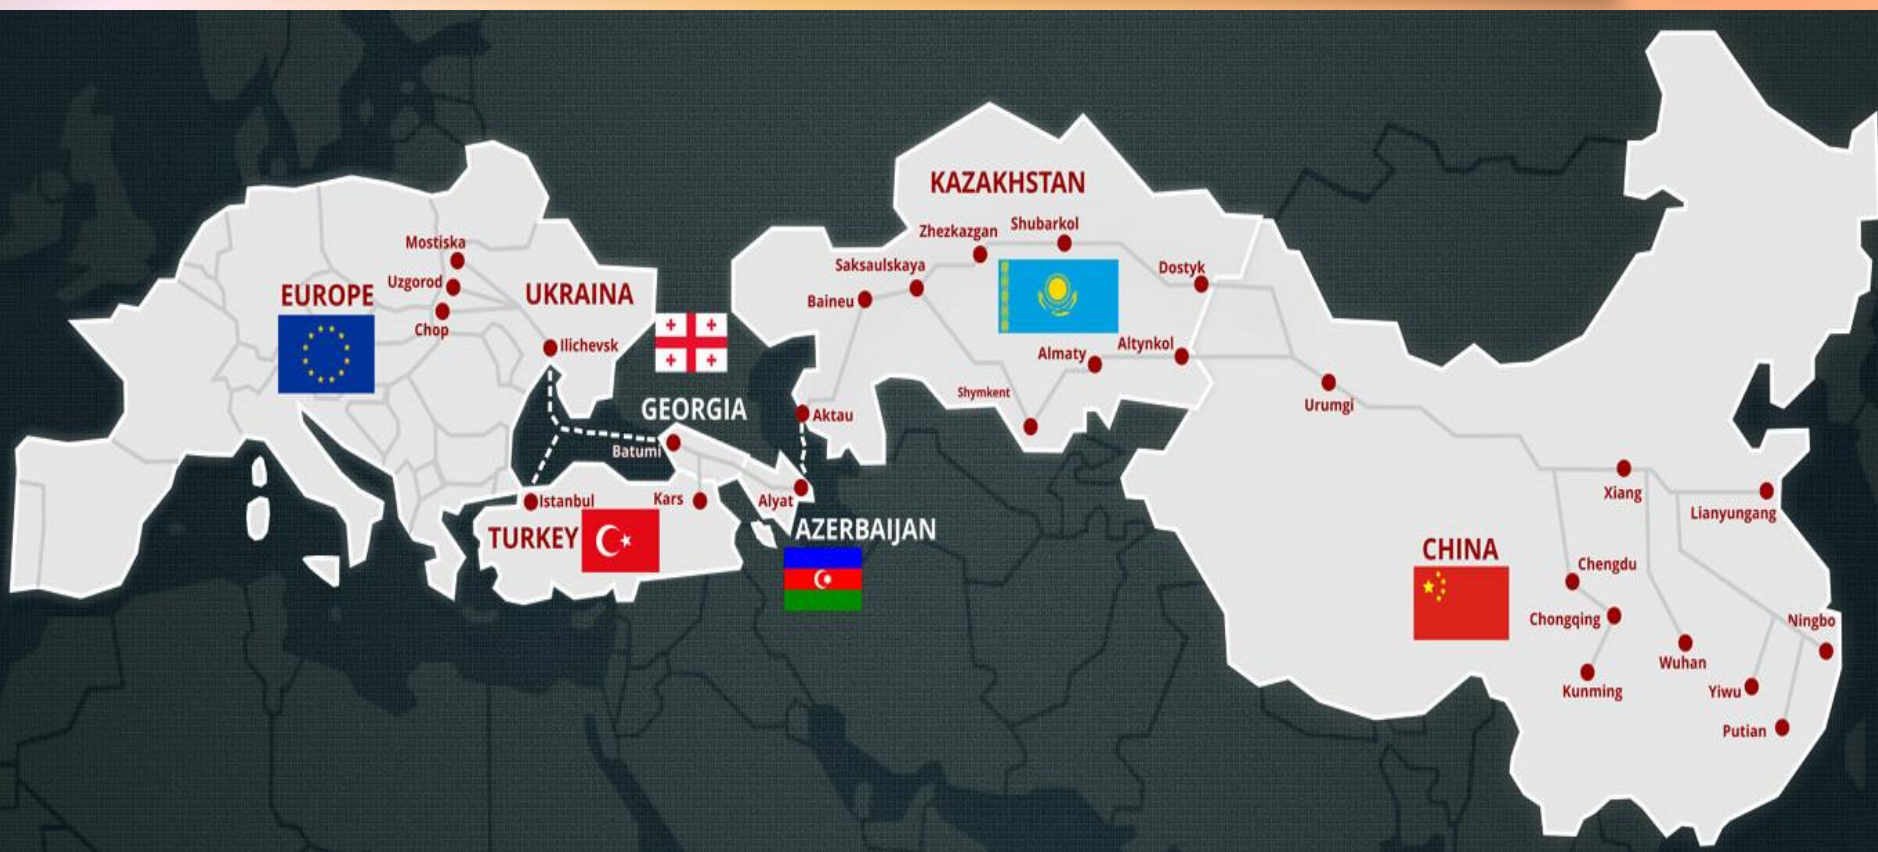 KAZAKHSTAN
Shubarkol
Zhezkazgan
Mostiska
Saksaulskaya
Dostyk
Uzgorod
EUROPE
UKRAINA
Baineu
Chop
Ilichevsk
Altynkol
Almaty
Shymkent
Urumgi
GEORGIA
Aktau
Batumi
Xiang
Istanbul
Kars
Alyat
Lianyungang
TURKEY
AZERBAIJAN
CHINA
Chengdu
Chongqing
Ningbo
Wuhan
Kunming
Yiwu
Putian